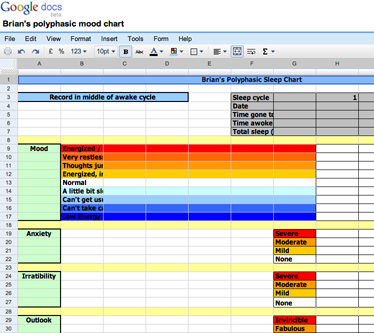 Google docs
beta
Brian's polyphasic mood chart
File Edit View Insert Format Form Tools Help
£ % 123 10pt B Abc A Σ
A B C D E F G H
1 Brian's Polyphasic Sleep Chart
2
3 Record in middle of awake cycle Sleep cycle 1
4 Date
5 Time gone to
6 Time awoke
7 Total sleep (
8
9 Mood Energized /
10 Very restles
11 Thoughts jun
12 Energized, in
13 Normal
14 A little bit sl
15 Can't get us
16 Can't take c
17 Energy
18
19 Anxiety Severe
20 Moderate
21 Mild
22 None
23
24 Irratibility Severe
25 Moderate
26 Mild
27 None
28
29 Outlook Invincible
30 Fabulous